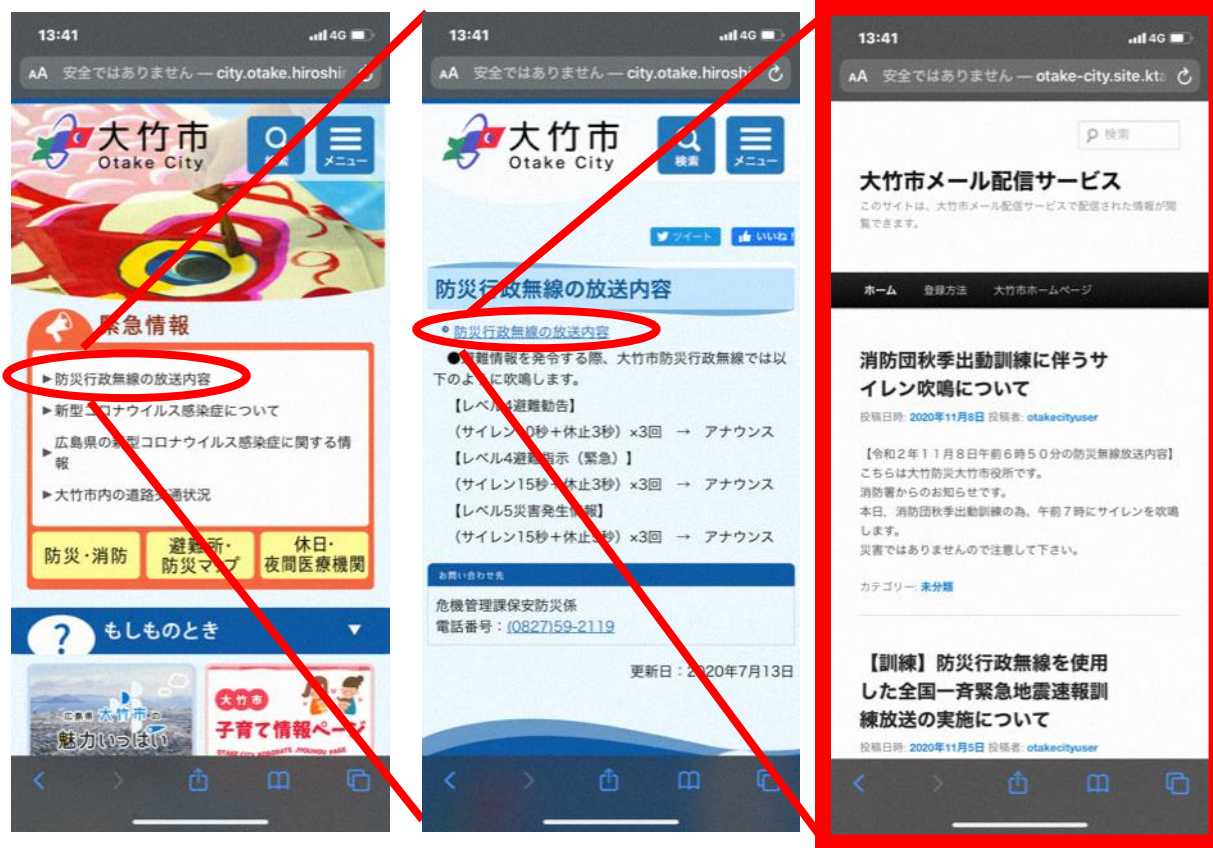 13:41
4G
AA 安全ではありません — city.otake.hiroshir
大竹市
Otake City
検索
メニュー
緊急情報
▶防災行政無線の放送内容
▶新型コロナウイルス感染症について
▶広島県の新型コロナウイルス感染症に関する情
報
▶大竹市内の道路交通状況
防災・消防
避難所・
防災マップ
休日・
夜間医療機関
? もしものとき ▼
広島県 大竹市の
魅力いっぱい
大竹市
子育て情報ページ
OTAKE CITY KOSODATE JYOUHOU PAGE
13:41
4G
AA 安全ではありません — city.otake.hiroshi
大竹市
Otake City
検索
メニュー
ツイート
いいね!
防災行政無線の放送内容
防災行政無線の放送内容
●避難情報を発令する際、大竹市防災行政無線では以
下のように吹鳴します。
【レベル4避難勧告】
(サイレン 0秒+休止3秒)×3回 → アナウンス
【レベル4避難指示(緊急)】
(サイレン15秒+休止3秒)×3回 → アナウンス
【レベル5災害発生情報】
(サイレン15秒+休止3秒)×3回 → アナウンス
お問い合わせ先
危機管理課保安防災係
電話番号:(0827)59-2119
更新日:2020年7月13日
13:41
4G
AA 安全ではありません — otake-city.site.kta
検索
大竹市メール配信サービス
このサイトは、大竹市メール配信サービスで配信された情報が閲
覧できます。
ホーム 登録方法 大竹市ホームページ
消防団秋季出動訓練に伴うサ
イレン吹鳴について
投稿日時: 2020年11月8日 投稿者: otakecityuser
【令和2年11月8日午前6時50分の防災無線放送内容】
こちらは大竹防災大竹市役所です。
消防署からのお知らせです。
本日、消防団秋季出動訓練の為、午前7時にサイレンを吹鳴
します。
災害ではありませんので注意して下さい。
カテゴリー: 未分類
【訓練】防災行政無線を使用
した全国一斉緊急地震速報訓
練放送の実施について
投稿日時: 2020年11月5日 投稿者: otakecityuser